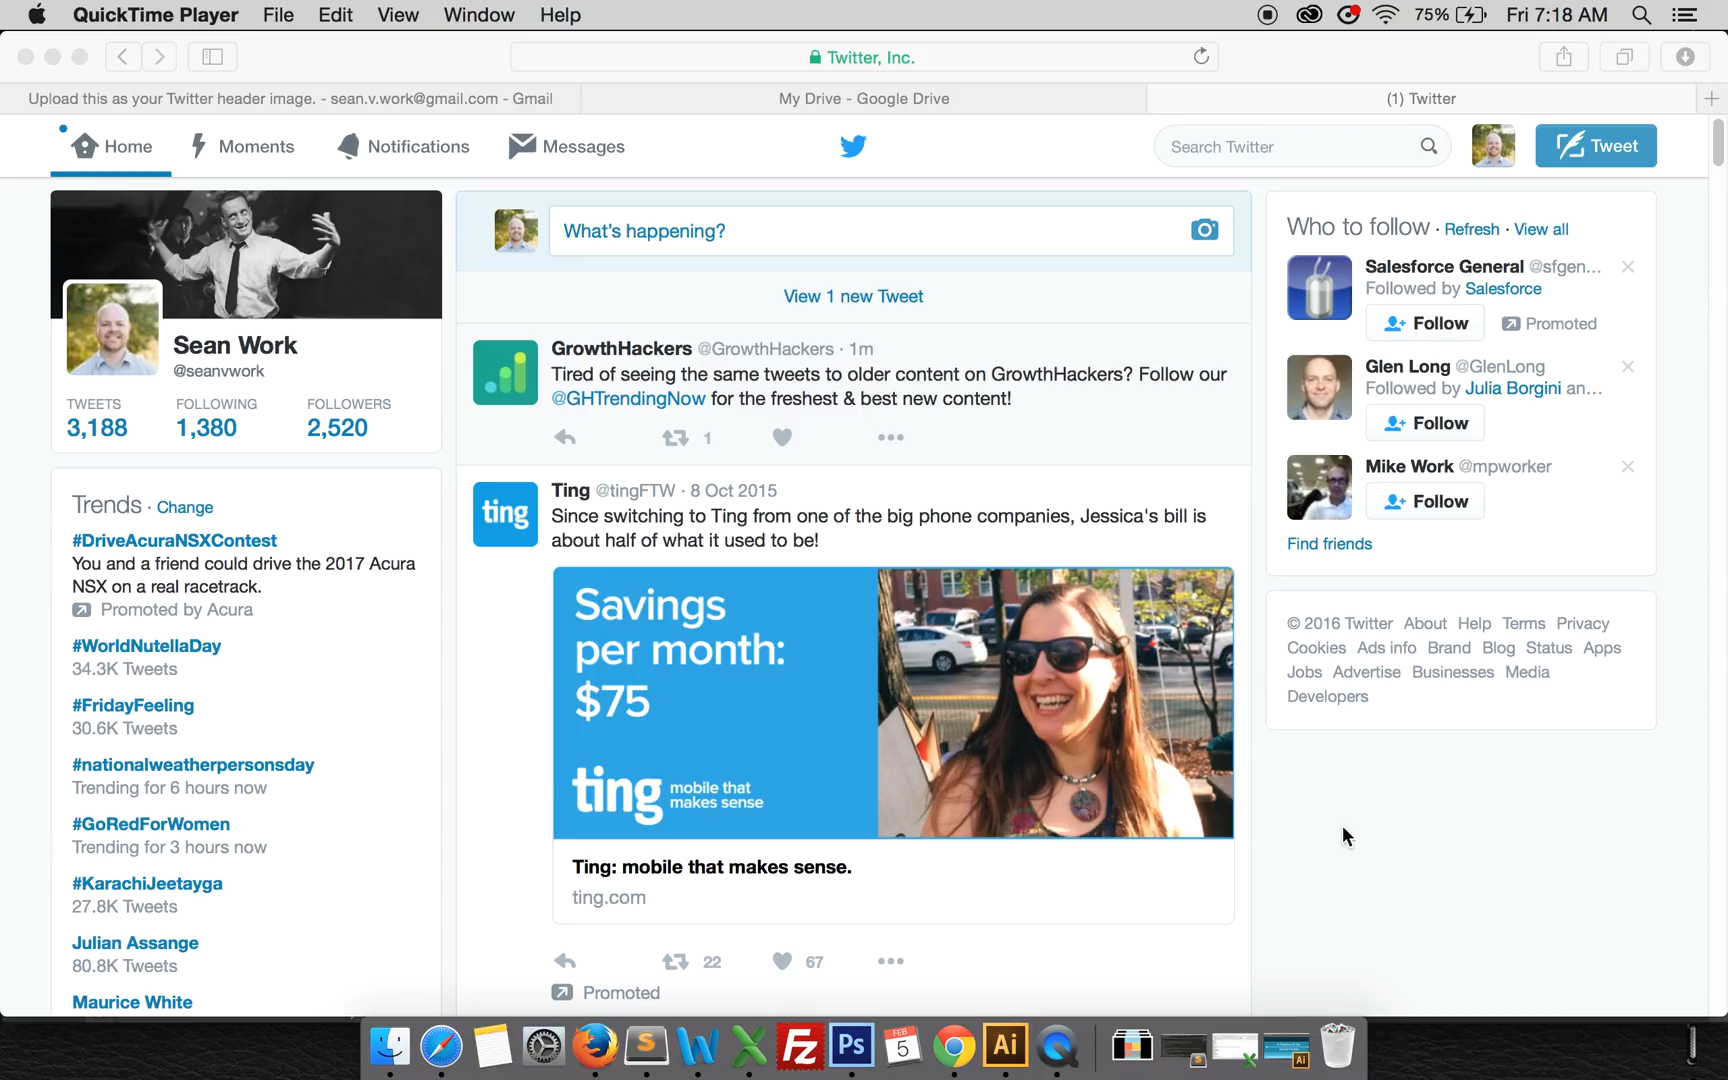 QuickTime Player File Edit View Window Help
75% Fri 7:18 AM
Twitter, Inc.
Upload this as your Twitter header image. - sean.v.work@gmail.com - Gmail
My Drive - Google Drive
(1) Twitter
Home Moments Notifications Messages
Search Twitter
Tweet
Sean Work
@seanvwork
TWEETS FOLLOWING FOLLOWERS
3,188 1,380 2,520
Trends · Change
#DriveAcuraNSXContest
You and a friend could drive the 2017 Acura
NSX on a real racetrack.
Promoted by Acura
#WorldNutellaDay
34.3K Tweets
#FridayFeeling
30.6K Tweets
#nationalweatherpersonsday
Trending for 6 hours now
#GoRedForWomen
Trending for 3 hours now
#KarachiJeetayga
27.8K Tweets
Julian Assange
80.8K Tweets
Maurice White
What's happening?
View 1 new Tweet
GrowthHackers @GrowthHackers · 1m
Tired of seeing the same tweets to older content on GrowthHackers? Follow our
@GHTrendingNow for the freshest & best new content!
1
ting
Ting @tingFTW · 8 Oct 2015
Since switching to Ting from one of the big phone companies, Jessica's bill is
about half of what it used to be!
Savings
per month:
$75
ting mobile that
makes sense
Ting: mobile that makes sense.
ting.com
22 67
Promoted
Who to follow · Refresh · View all
Salesforce General @sfgen...
Followed by Salesforce
Follow Promoted
Glen Long @GlenLong
Followed by Julia Borgini an...
Follow
Mike Work @mpworker
Follow
Find friends
© 2016 Twitter About Help Terms Privacy
Cookies Ads info Brand Blog Status Apps
Jobs Advertise Businesses Media
Developers
S W X Fz Ps FEB
5 Ai Q
S X Ai